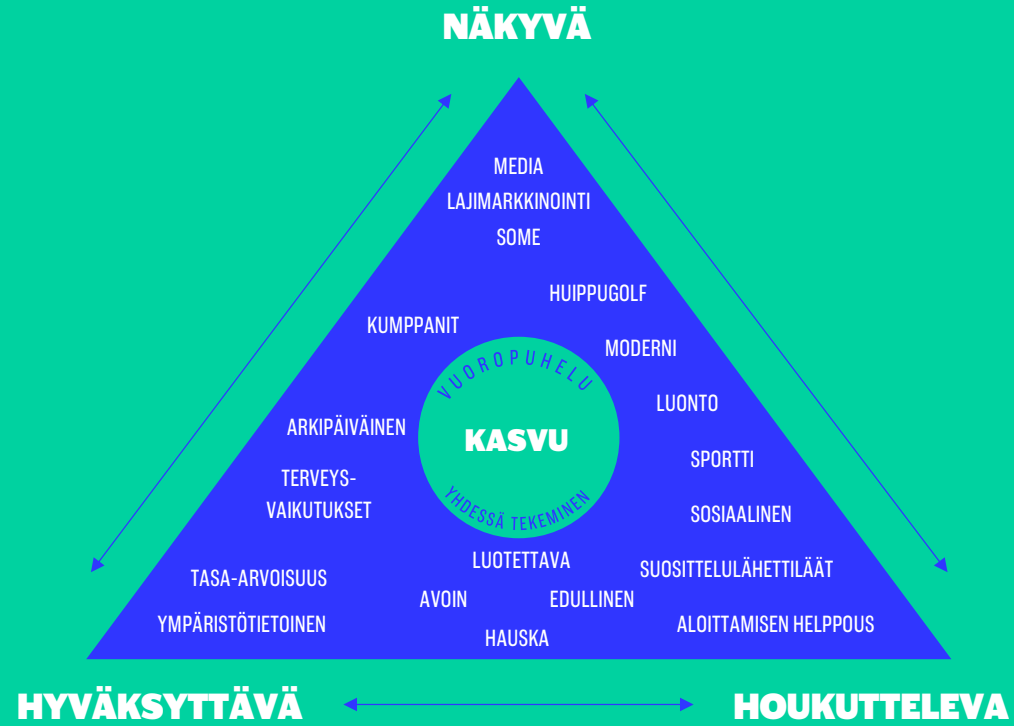 NÄKYVÄ
MEDIA
LAJIMARKKINOINTI
SOME
HUIPPUGOLF
KUMPPANIT
MODERNI
VUOROPUHELU
LUONTO
ARKIPÄIVÄINEN
KASVU
SPORTTI
TERVEYS-
VAIKUTUKSET
YHDESSÄ TEKEMINEN
SOSIAALINEN
LUOTETTAVA
SUOSITTELULÄHETTILÄÄT
TASA-ARVOISUUS
AVOIN
EDULLINEN
YMPÄRISTÖTIETOINEN
HAUSKA
ALOITTAMISEN HELPPOUS
HYVÄKSYTTÄVÄ
HOUKUTTELEVA